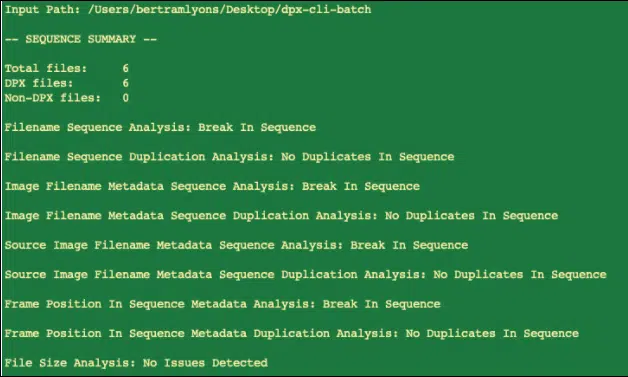 Input Path: /Users/bertramlyons/Desktop/dpx-cli-batch
-- SEQUENCE SUMMARY --
Total files: 6
DPX files: 6
Non-DPX files: 0
Filename Sequence Analysis: Break In Sequence
Filename Sequence Duplication Analysis: No Duplicates In Sequence
Image Filename Metadata Sequence Analysis: Break In Sequence
Image Filename Metadata Sequence Duplication Analysis: No Duplicates In Sequence
Source Image Filename Metadata Sequence Analysis: Break In Sequence
Source Image Filename Metadata Sequence Duplication Analysis: No Duplicates In Sequence
Frame Position In Sequence Metadata Analysis: Break In Sequence
Frame Position In Sequence Metadata Duplication Analysis: No Duplicates In Sequence
File Size Analysis: No Issues Detected